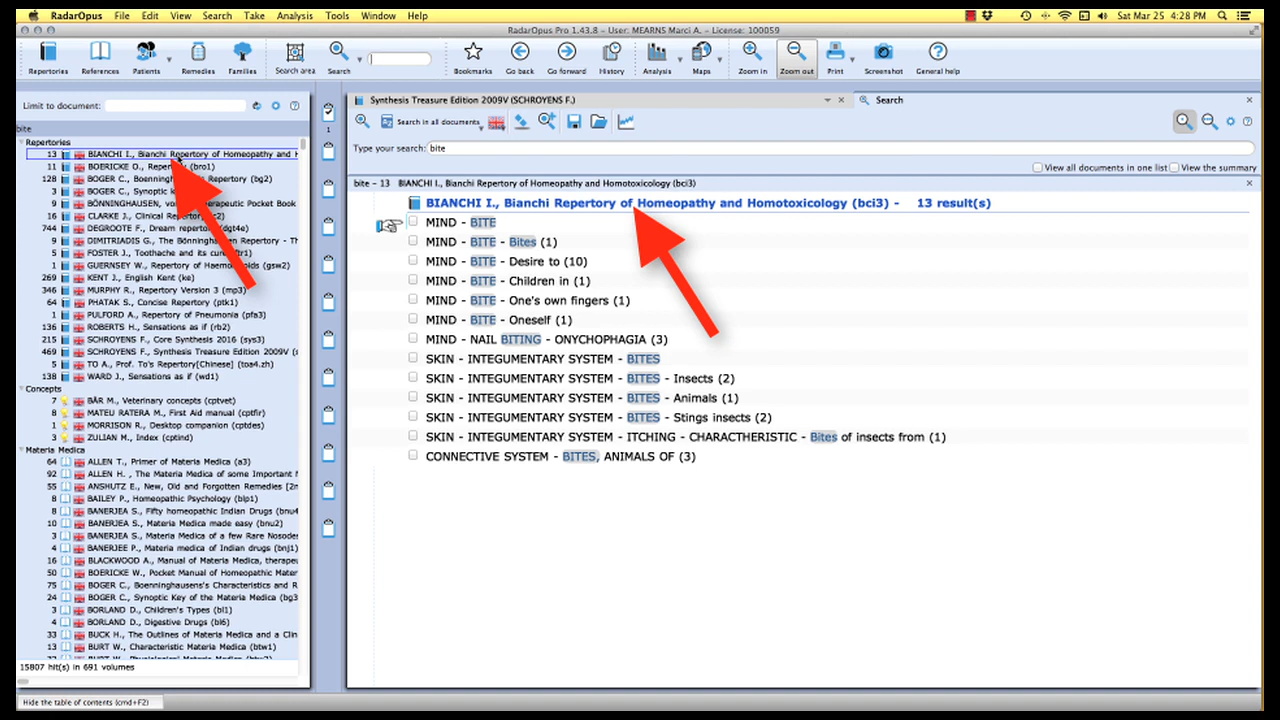 RadarOpus File Edit View Search Take Analysis Tools Window Help Sat Mar 25 4:28 PM
RadarOpus Pro 1.43.8 - User: MEARNS Marci A. - License: 100059
Repertories References Patients Remedies Families Search area Search Bookmarks Go back Go forward History Analysis Maps Zoom in Zoom out Print Screenshot General help
Limit to document:
bite
Repertories
13 BIANCHI I., Bianchi Repertory of Homeopathy and H
11 BOERICKE O., (bro1)
128 BOGER C., Repertory (bg2)
3 BOGER C., Synoptic
9 BÖNNINGHAUSEN, Pocket Book
16 CLARKE J., Clinical
744 DEGROOTE F., Dream (dgt4e)
9 DIMITRIADIS G., The Bönninghausen Repertory - Th
5 FOSTER J., Toothache and its
1 GUERNSEY W., Repertory of (gsw2)
269 KENT J., English Kent (ke)
346 MURPHY R., Repertory Version 3 (mp3)
64 PHATAK S., Concise Repertory (ptk1)
1 PULFORD A., Repertory of Pneumonia (pfa3)
136 ROBERTS H., Sensations as if (rb2)
215 SCHROYENS F., Core Synthesis 2016 (sys3)
469 SCHROYENS F., Synthesis Treasure Edition 2009V (s
5 TO A., Prof. To's Repertory[Chinese] (toa4.zh)
138 WARD J., Sensations as if (wd1)
Concepts
7 BÄR M., Veterinary concepts (cptvet)
8 MATEU RATERA M., First Aid manual (cptfir)
1 MORRISON R., Desktop companion (cptdes)
3 ZULIAN M., Index (cptind)
Materia Medica
64 ALLEN T., Primer of Materia Medica (a3)
92 ALLEN H. , The Materia Medica of some Important N
55 ANSHUTZ E., New, Old and Forgotten Remedies [2n
8 BAILEY P., Homeopathic Psychology (blp1)
8 BANERJEA S., Fifty homeopathic Indian Drugs (bnu4
10 BANERJEA S., Materia Medica made easy (bnu2)
3 BANERJEA S., Materia Medica of a few Rare Nosodes
4 BANERJEE P., Materia medica of Indian drugs (bnj1)
16 BLACKWOOD A., Manual of Materia Medica, therapeu
50 BOERICKE W., Pocket Manual of Homeopathic Mater
75 BOGER C., Boenninghausens's Characteristics and R
24 BOGER C., Synoptic Key of the Materia Medica (bg3
3 BORLAND D., Children's Types (bl1)
4 BORLAND D., Digestive Drugs (bl6)
33 BUCK H., The Outlines of Materia Medica and a Clin
13 BURT W., Characteristic Materia Medica (btw1)
15807 hit(s) in 691 volumes
Hide the table of contents (cmd+F2)
1
Synthesis Treasure Edition 2009V (SCHROYENS F.) Search
Search in all documents
Type your search: bite
View all documents in one list View the summary
bite - 13 BIANCHI I., Bianchi Repertory of Homeopathy and Homotoxicology (bci3)
BIANCHI I., Bianchi Repertory of Homeopathy and Homotoxicology (bci3) - 13 result(s)
MIND - BITE
MIND - BITE - Bites (1)
MIND - BITE - Desire to (10)
MIND - BITE - Children in (1)
MIND - BITE - One's own fingers (1)
MIND - BITE - Oneself (1)
MIND - NAIL BITING - ONYCHOPHAGIA (3)
SKIN - INTEGUMENTARY SYSTEM - BITES
SKIN - INTEGUMENTARY SYSTEM - BITES - Insects (2)
SKIN - INTEGUMENTARY SYSTEM - BITES - Animals (1)
SKIN - INTEGUMENTARY SYSTEM - BITES - Stings insects (2)
SKIN - INTEGUMENTARY SYSTEM - ITCHING - CHARACTHERISTIC - Bites of insects from (1)
CONNECTIVE SYSTEM - BITES, ANIMALS OF (3)